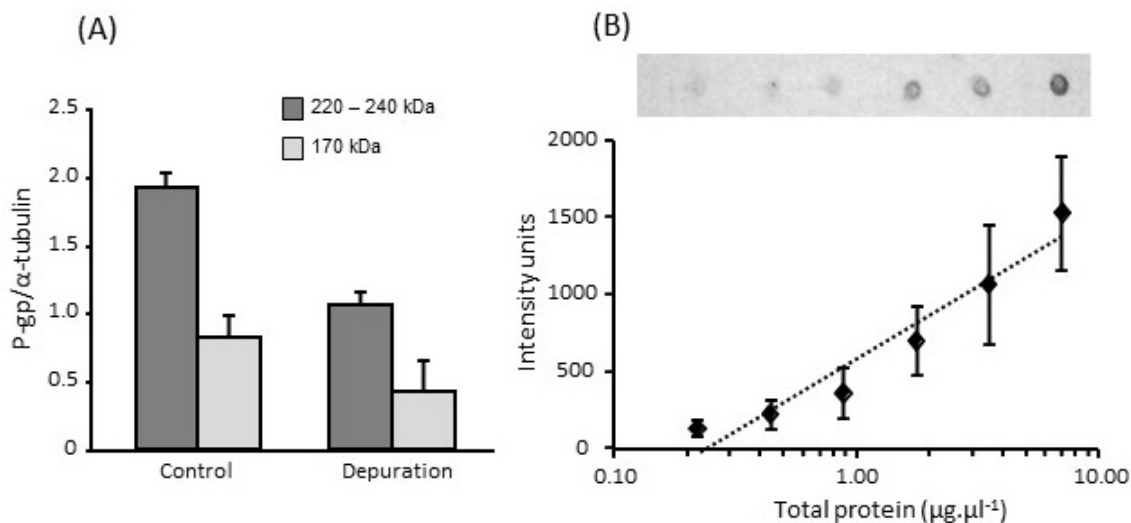 (A)
2.5
2.0
1.5
1.0
0.5
0
P-gp/α-tubulin
220 – 240 kDa
170 kDa
Control
Depuration
(B)
2000
1500
1000
500
0
Intensity units
0.10
1.00
10.00
Total protein (µg.µl⁻¹)